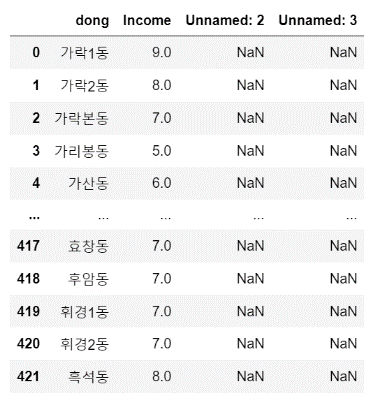 dong Income Unnamed: 2 Unnamed: 3
0 가락1동 9.0 NaN NaN
1 가락2동 8.0 NaN NaN
2 가락본동 7.0 NaN NaN
3 가리봉동 5.0 NaN NaN
4 가산동 6.0 NaN NaN
... ... ... ... ...
417 효창동 7.0 NaN NaN
418 후암동 7.0 NaN NaN
419 휘경1동 7.0 NaN NaN
420 휘경2동 7.0 NaN NaN
421 흑석동 8.0 NaN NaN